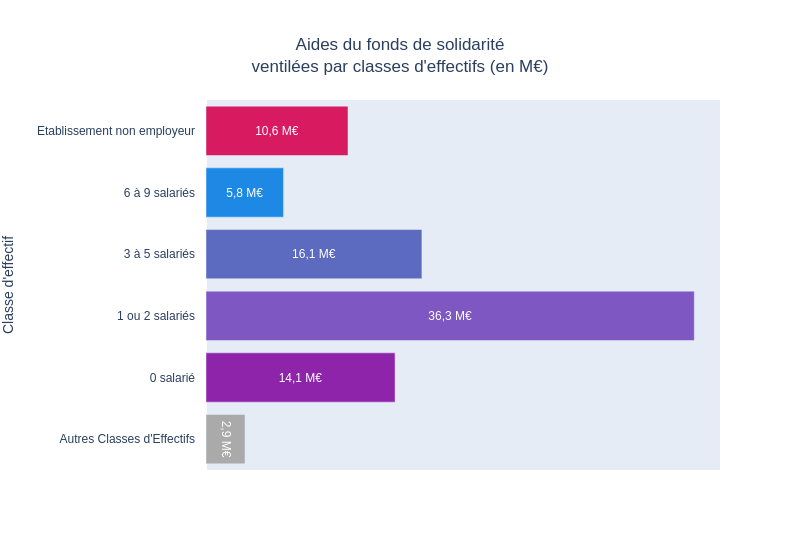 Aides du fonds de solidarité
ventilées par classes d'effectifs (en M€)
Classe d'effectif
Etablissement non employeur
10,6 M€
6 à 9 salariés
5,8 M€
3 à 5 salariés
16,1 M€
1 ou 2 salariés
36,3 M€
0 salarié
14,1 M€
Autres Classes d'Effectifs
2,9 M€